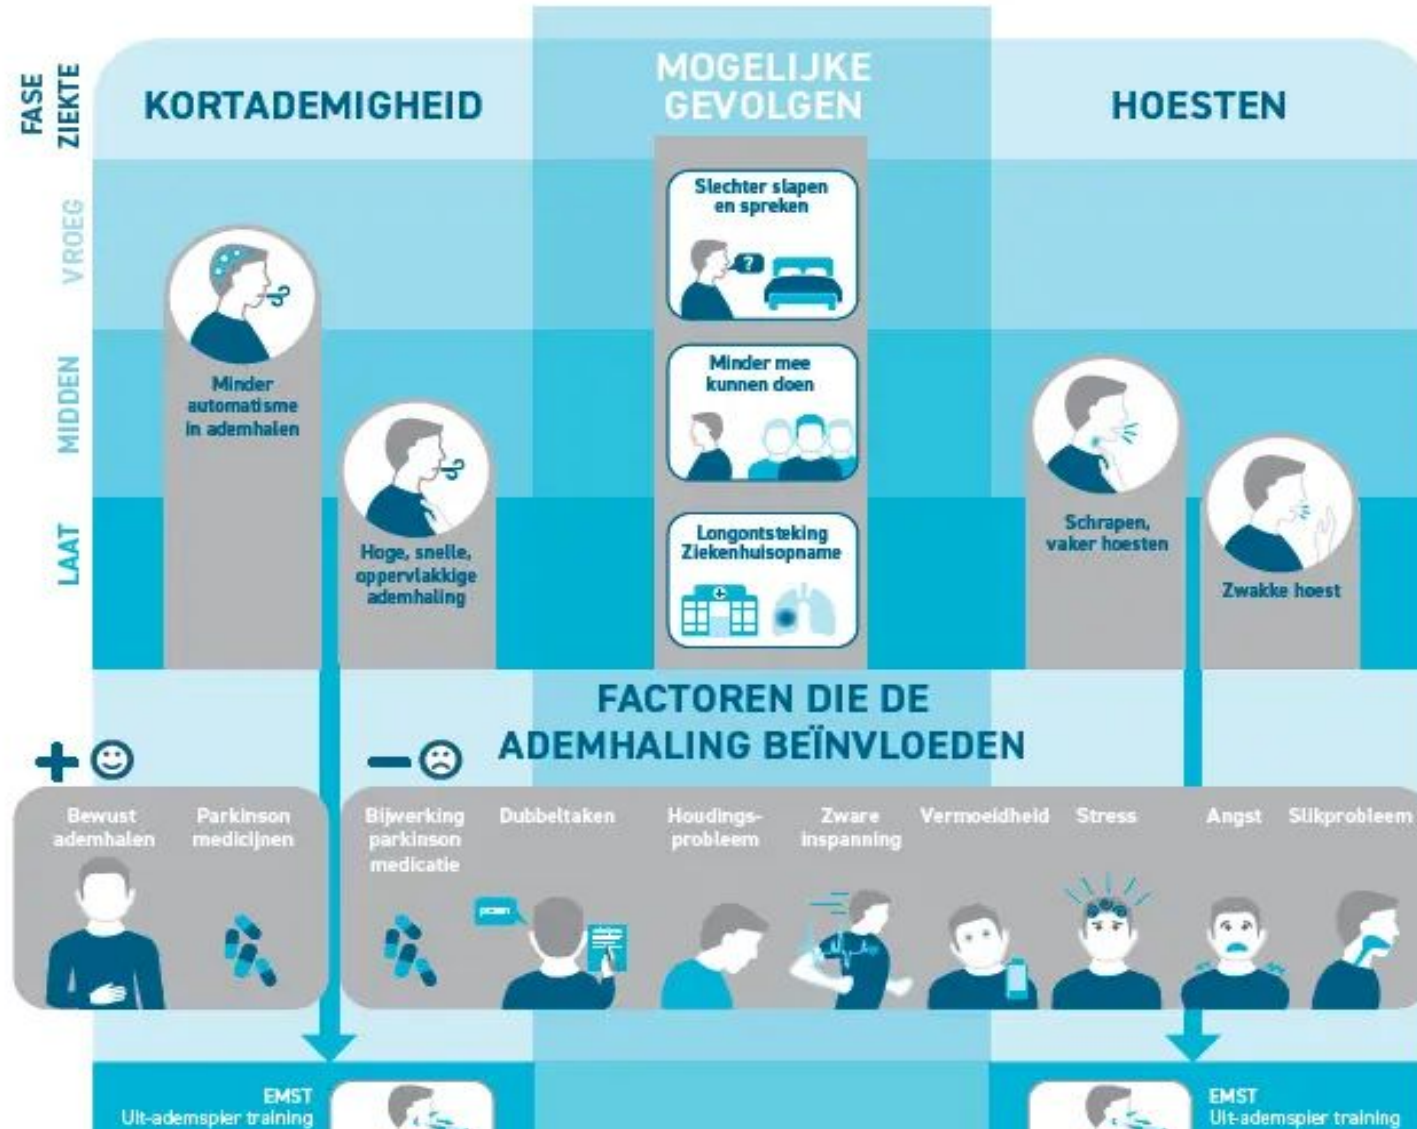 FASE
ZIEKTE
KORTADEMIGHEID
MOGELIJKE
GEVOLGEN
HOESTEN
VROEG
MIDDEN
LAAT
Minder
automatisme
in ademhalen
Hoge, snelle,
oppervlakkige
ademhaling
Slechter slapen
en spreken
?
Minder mee
kunnen doen
Longontsteking
Ziekenhuisopname
Schrapen,
vaker hoesten
Zwakke hoest
FACTOREN DIE DE
ADEMHALING BEÏNVLOEDEN
Bewust
ademhalen
Parkinson
medicijnen
Bijwerking
parkinson
medicatie
Dubbeltaken
Houdings-
probleem
Zware
inspanning
Vermoeidheid
Stress
Angst
Slikprobleem
EMST
Uit-ademspier training
EMST
Uit-ademspier training